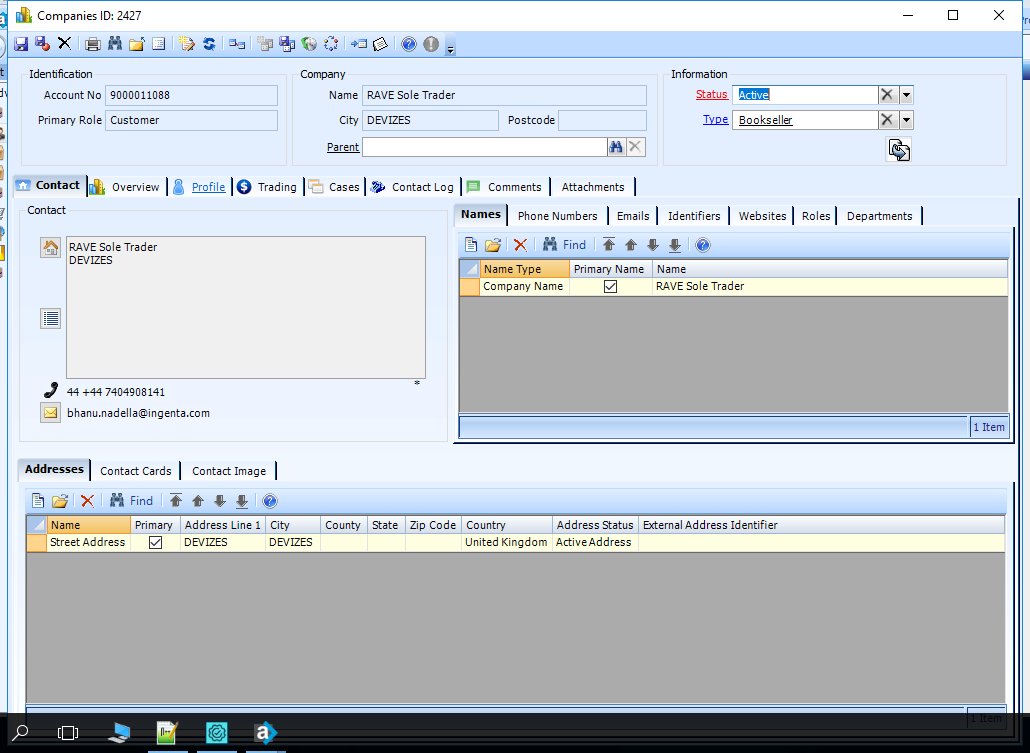 Companies ID: 2427
Identification
Account No 9000011088
Primary Role Customer
Company
Name RAVE Sole Trader
City DEVIZES Postcode
Parent
Information
Status Active
Type Bookseller
Contact Overview Profile Trading Cases Contact Log Comments Attachments
Contact
RAVE Sole Trader
DEVIZES
*
44 +44 7404908141
bhanu.nadella@ingenta.com
Names Phone Numbers Emails Identifiers Websites Roles Departments
Find
Name Type Primary Name Name
Company Name RAVE Sole Trader
1 Item
Addresses Contact Cards Contact Image
Find
Name Primary Address Line 1 City County State Zip Code Country Address Status External Address Identifier
Street Address DEVIZES DEVIZES United Kingdom Active Address
1 Item